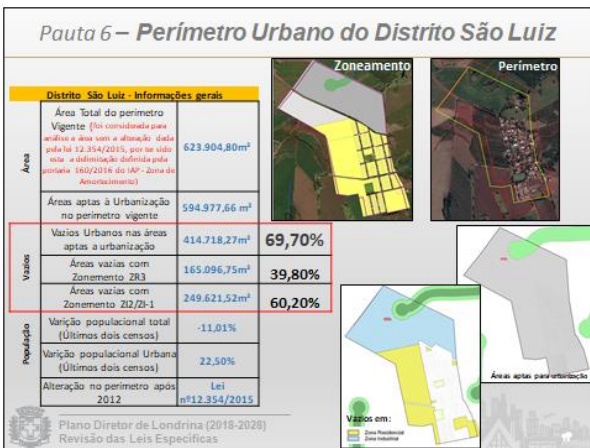 Pauta 6 – Perímetro Urbano do Distrito São Luiz
Distrito São Luiz - Informações gerais
Área
Área Total do perímetro
Vigente (foi considerada para
análise a área sem a alteração dada
pela lei 12.354/2015, por ter sido
esta a delimitação definida pela
portaria 160/2016 do IAP - Zona de
Amortecimento)
623.904,80m²
Áreas aptas à Urbanização
no perímetro vigente
594.977,66 m²
Vazios
Vazios Urbanos nas áreas
aptas a urbanização
414.718,27m²
69,70%
Áreas vazias com
Zonemento ZR3
165.096,75m²
39,80%
Áreas vazias com
Zonemento ZI2/ZI-1
249.621,52m²
60,20%
População
Varição populacional total
(Últimos dois censos)
-11,01%
Varição populacional Urbana
(Últimos dois censos)
22,50%
Alteração no perímetro após
2012
Lei
nº12.354/2015
Zoneamento
Perímetro
Áreas aptas para urbanização
Vazios em:
Zona Residencial
Zona Industrial
Plano Diretor de Londrina (2018-2028)
Revisão das Leis Específicas